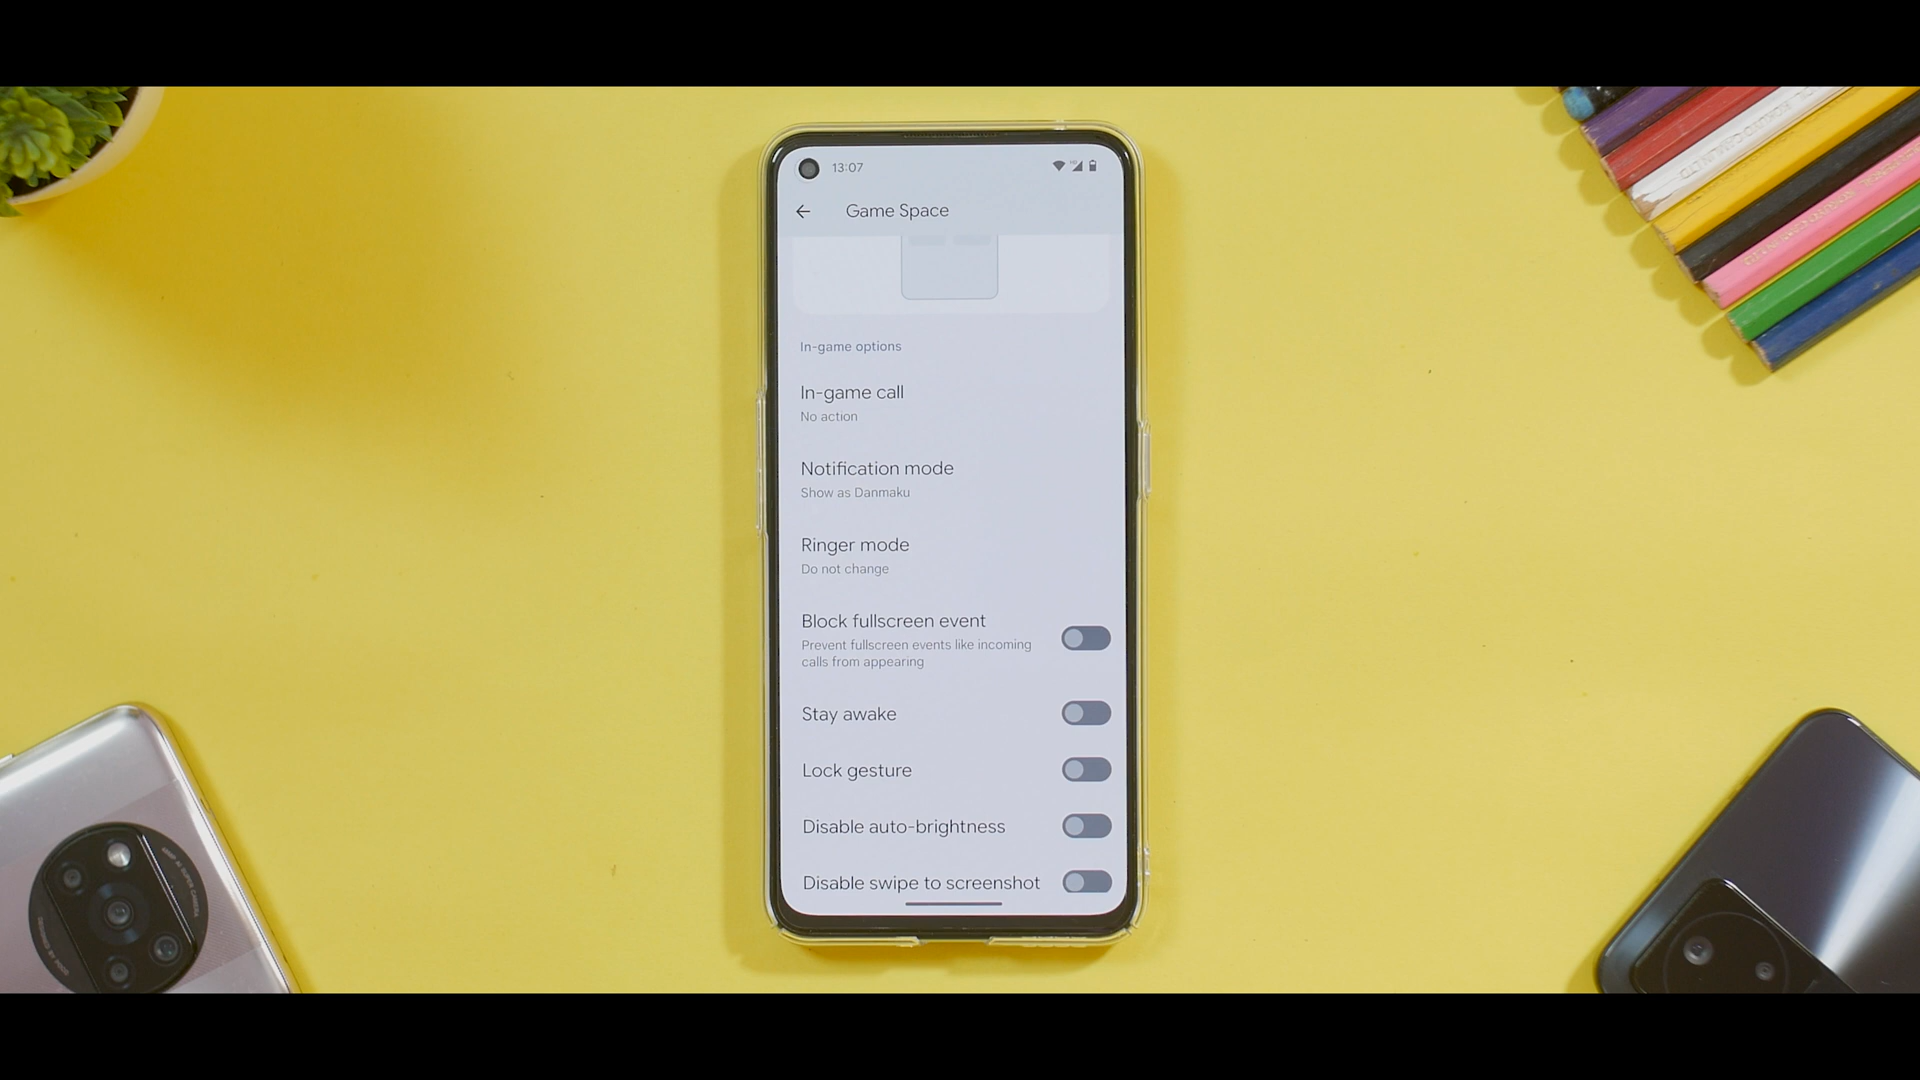 13:07
Game Space
In-game options
In-game call
No action
Notification mode
Show as Danmaku
Ringer mode
Do not change
Block fullscreen event
Prevent fullscreen events like incoming
calls from appearing
Stay awake
Lock gesture
Disable auto-brightness
Disable swipe to screenshot